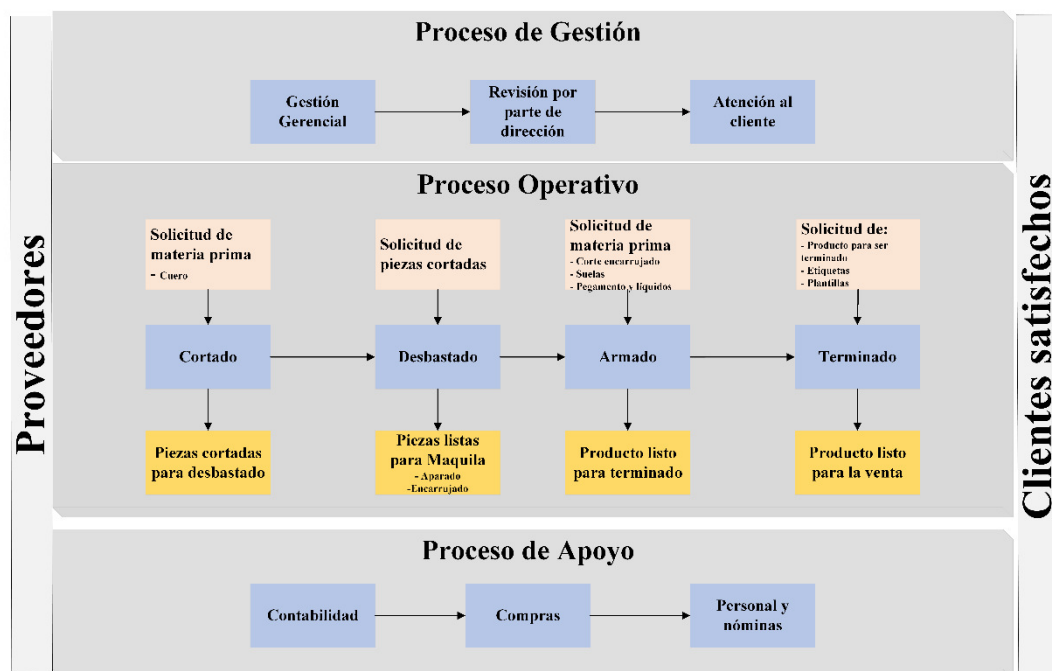 Proveedores
Proceso de Gestión
Gestión
Gerencial
Revisión por
parte de
dirección
Atención al
cliente
Proceso Operativo
Solicitud de
materia prima
- Cuero
Solicitud de
piezas cortadas
Solicitud de
materia prima
- Corte encarrujado
- Suelas
- Pegamento y líquidos
Solicitud de:
- Producto para ser
terminado
- Etiquetas
- Plantillas
Cortado
Desbastado
Armado
Terminado
Piezas cortadas
para desbastado
Piezas listas
para Maquila
- Aparado
-Encarrujado
Producto listo
para terminado
Producto listo
para la venta
Proceso de Apoyo
Contabilidad
Compras
Personal y
nóminas
Clientes satisfechos